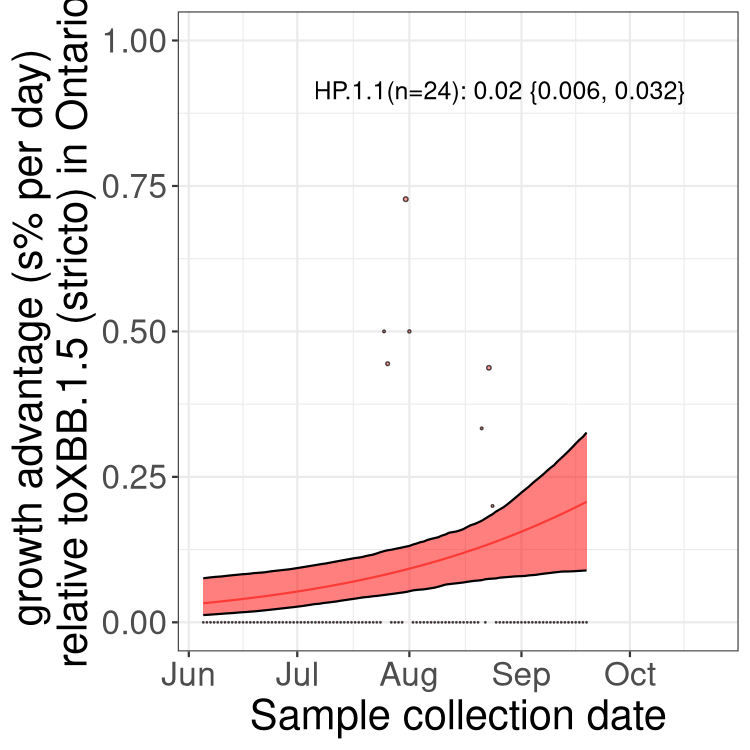 growth advantage (s% per day)
relative toXBB.1.5 (stricto) in Ontario
1.00
0.75
0.50
0.25
0.00
HP.1.1(n=24): 0.02 {0.006, 0.032}
Jun Jul Aug Sep Oct
Sample collection date